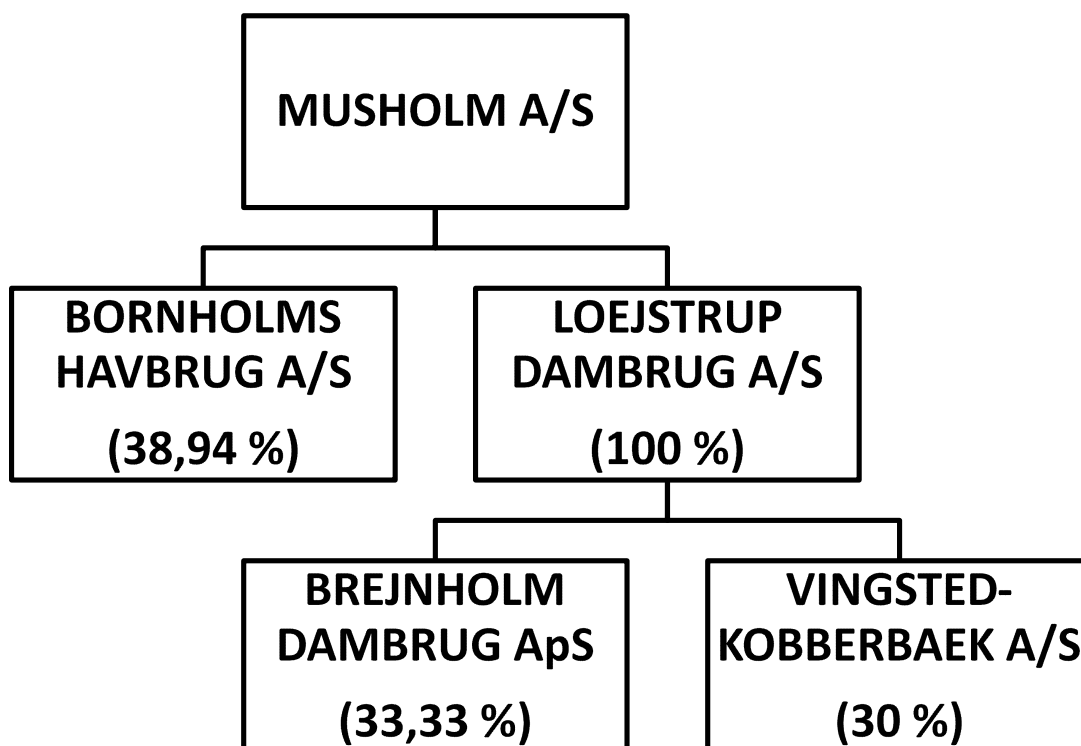 MUSHOLM A/S
BORNHOLMS
HAVBRUG A/S
(38,94 %)
LOEJSTRUP
DAMBRUG A/S
(100 %)
BREJNHOLM
DAMBRUG ApS
(33,33 %)
VINGSTED-
KOBBERBAEK A/S
(30 %)